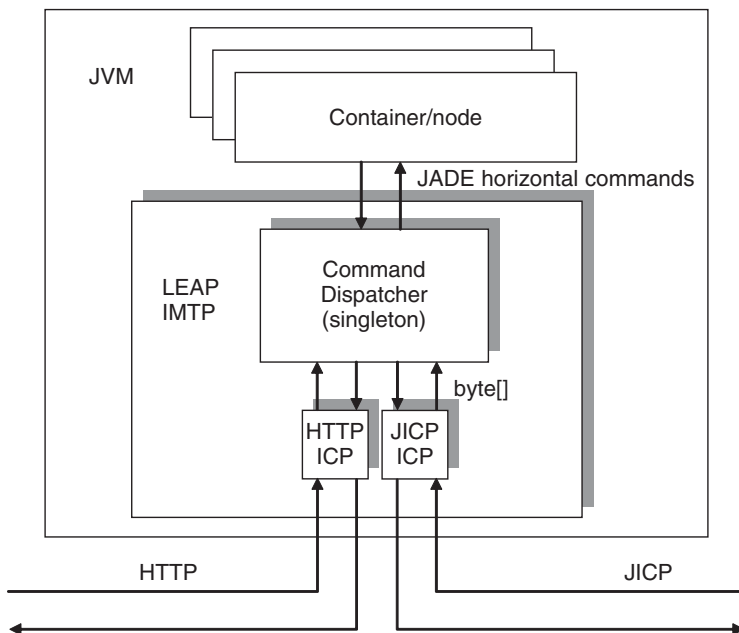 JVM
Container/node
JADE horizontal commands
LEAP
IMTP
Command
Dispatcher
(singleton)
byte[]
HTTP
ICP
JICP
ICP
HTTP
JICP